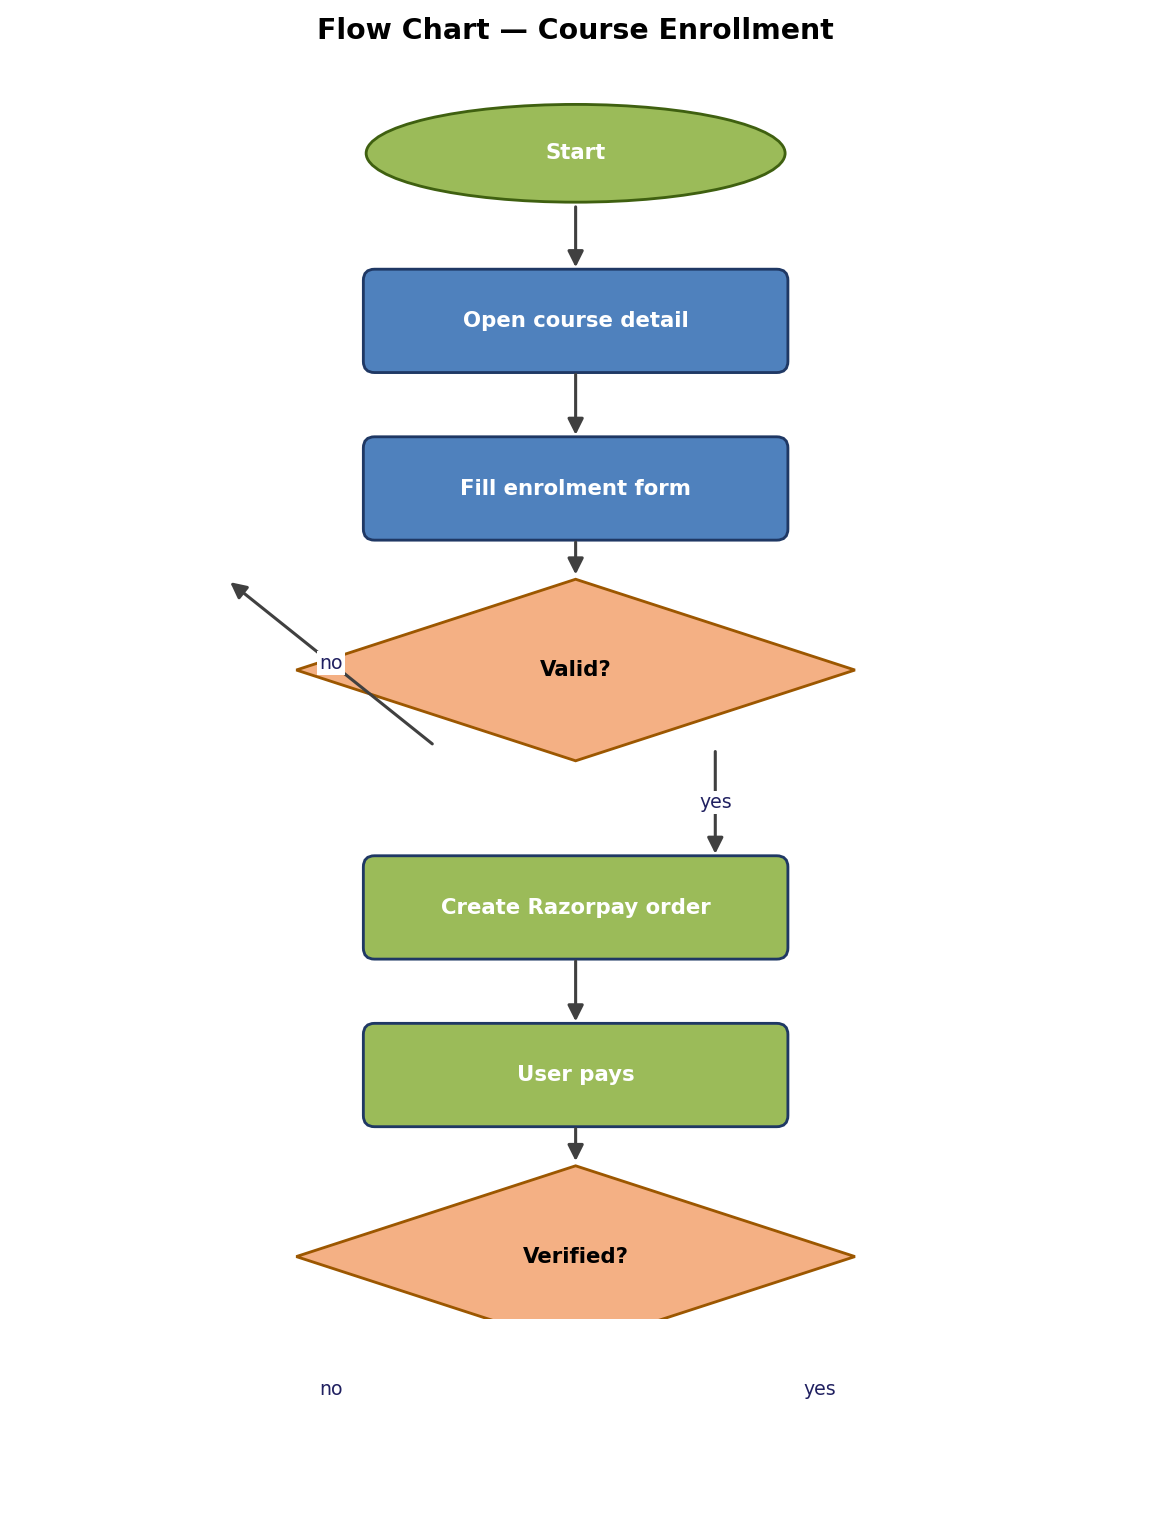 Flow Chart — Course Enrollment
Start
Open course detail
Fill enrolment form
Valid?
no
yes
Create Razorpay order
User pays
Verified?
no
yes